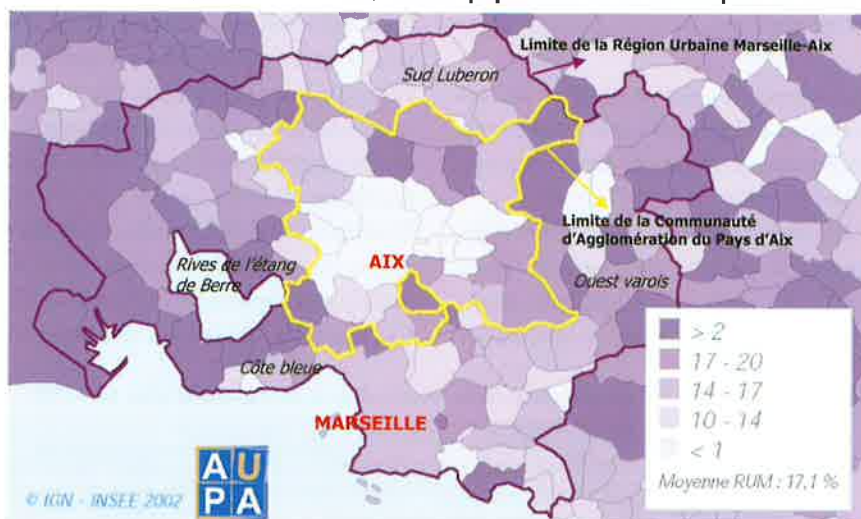 Limite de la Région Urbaine Marseille-Aix
Sud Luberon
Limite de la Communauté
d'Agglomération du Pays d'Aix
AIX
Rives de l'étang
de Berre
Ouest varois
Côte bleue
MARSEILLE
> 2
17 - 20
14 - 17
10 - 14
< 1
Moyenne RUM : 17,1 %
AU
PA
© IGN - INSEE 2002